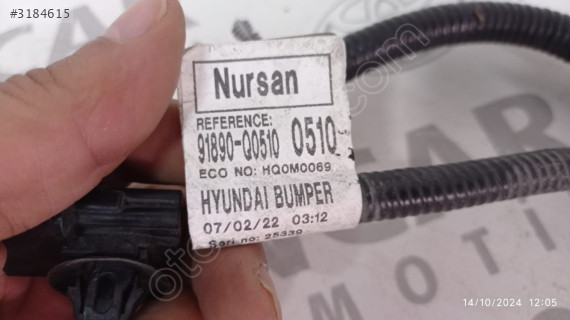 #3184615
Nursan
REFERENCE:
91890-Q0510 0510
ECO NO: HQ0M0069
HYUNDAI BUMPER
07/02/22 03:12
Seri no: 25339
14/10/2024 12:05